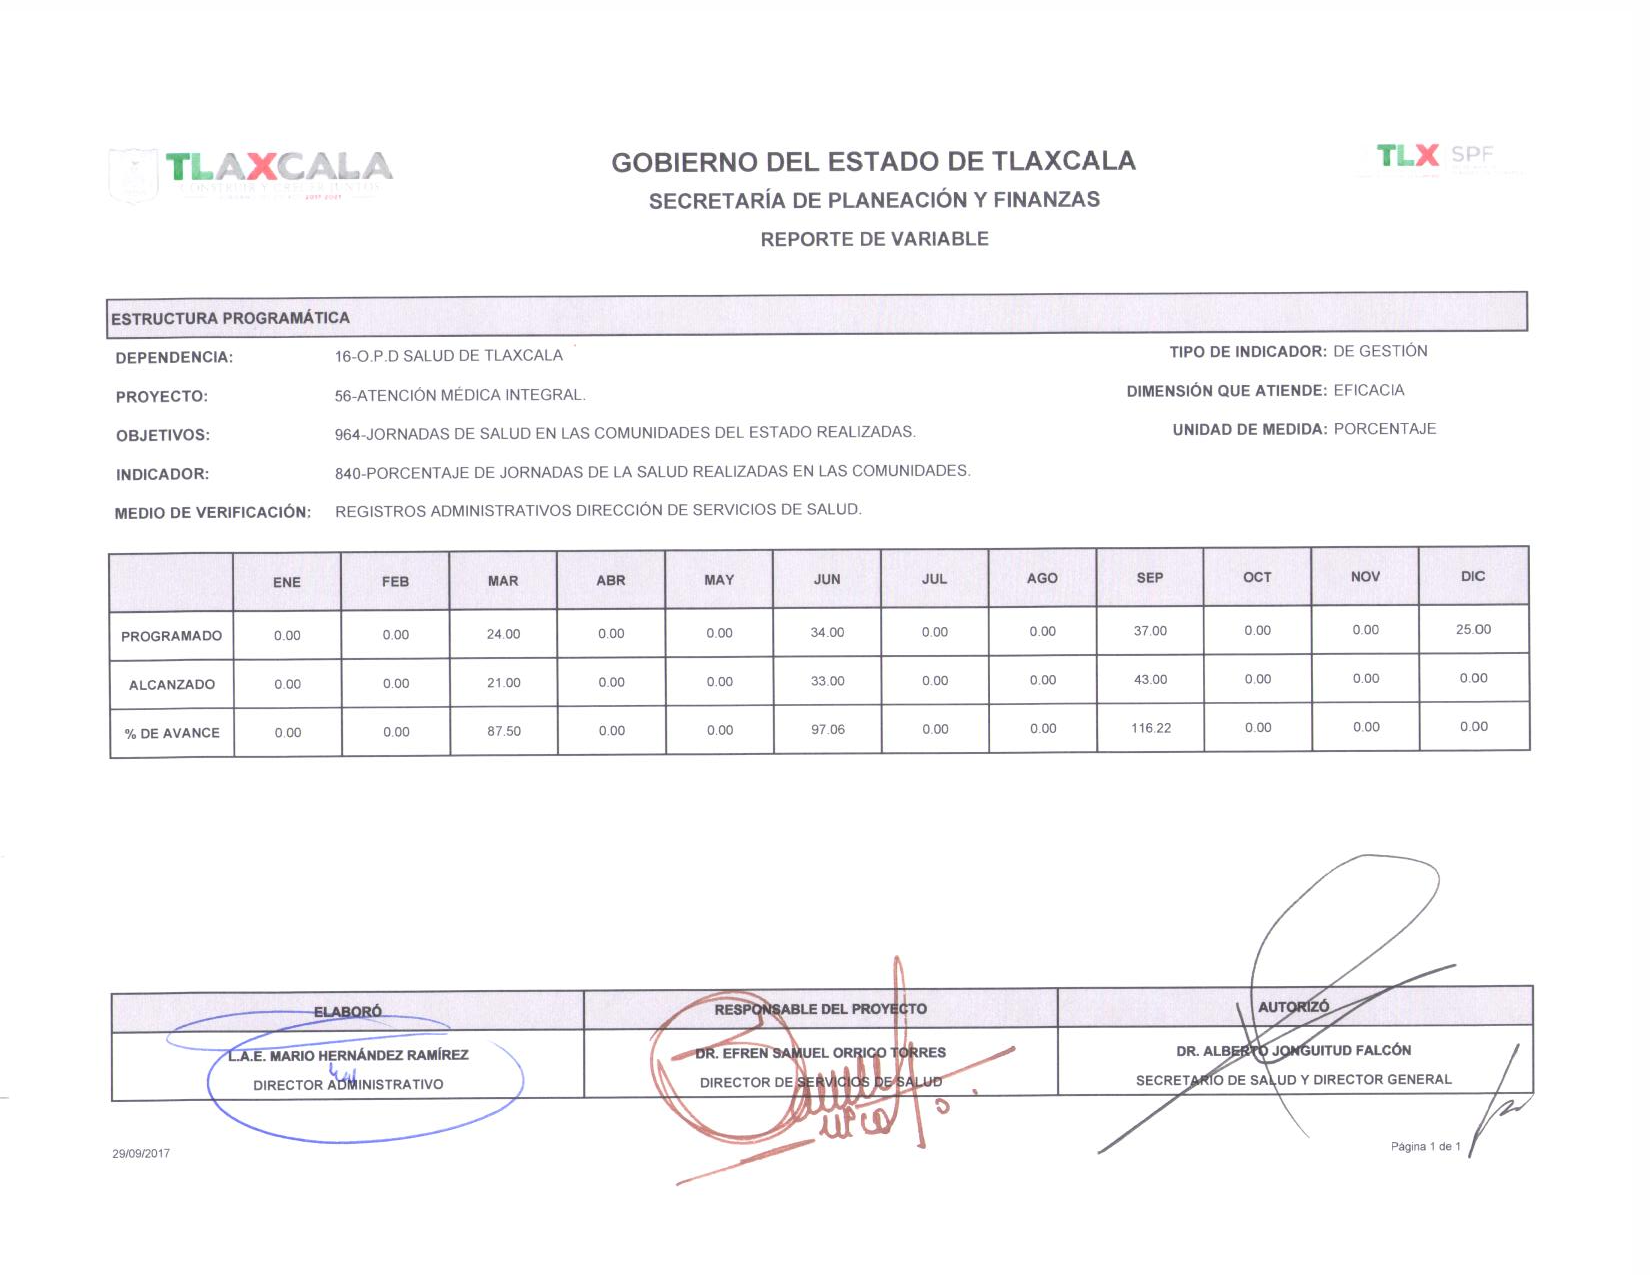 TLAXCALA
CONSTRUIR Y CRECER JUNTOS
2017-2021
GOBIERNO DEL ESTADO DE TLAXCALA
SECRETARÍA DE PLANEACIÓN Y FINANZAS
REPORTE DE VARIABLE
TLX SPF
ESTRUCTURA PROGRAMÁTICA
DEPENDENCIA: 16-O.P.D SALUD DE TLAXCALA TIPO DE INDICADOR: DE GESTIÓN
PROYECTO: 56-ATENCIÓN MÉDICA INTEGRAL. DIMENSIÓN QUE ATIENDE: EFICACIA
OBJETIVOS: 964-JORNADAS DE SALUD EN LAS COMUNIDADES DEL ESTADO REALIZADAS. UNIDAD DE MEDIDA: PORCENTAJE
INDICADOR: 840-PORCENTAJE DE JORNADAS DE LA SALUD REALIZADAS EN LAS COMUNIDADES.
MEDIO DE VERIFICACIÓN: REGISTROS ADMINISTRATIVOS DIRECCIÓN DE SERVICIOS DE SALUD.
ENE FEB MAR ABR MAY JUN JUL AGO SEP OCT NOV DIC
PROGRAMADO 0.00 0.00 24.00 0.00 0.00 34.00 0.00 0.00 37.00 0.00 0.00 25.00
ALCANZADO 0.00 0.00 21.00 0.00 0.00 33.00 0.00 0.00 43.00 0.00 0.00 0.00
% DE AVANCE 0.00 0.00 87.50 0.00 0.00 97.06 0.00 0.00 116.22 0.00 0.00 0.00
ELABORÓ RESPONSABLE DEL PROYECTO AUTORIZÓ
L.A.E. MARIO HERNÁNDEZ RAMÍREZ DR. EFREN SAMUEL ORRICO TORRES DR. ALBERTO JONGUITUD FALCÓN
DIRECTOR ADMINISTRATIVO DIRECTOR DE SERVICIOS DE SALUD SECRETARIO DE SALUD Y DIRECTOR GENERAL
29/09/2017 Página 1 de 1